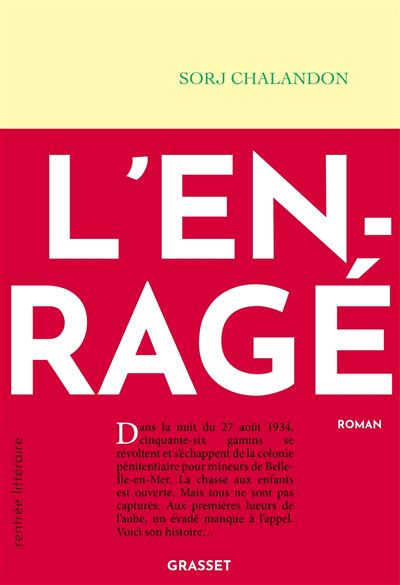 SORJ CHALANDON
L'EN-
RAGÉ
ROMAN
Dans la nuit du 27 août 1934,
cinquante-six gamins se
révoltent et s'échappent de la colonie
pénitentiaire pour mineurs de Belle-
Île-en-Mer. La chasse aux enfants
est ouverte. Mais tous ne sont pas
capturés. Aux premières lueurs de
l'aube, un évadé manque à l'appel.
Voici son histoire...
rentrée littéraire
GRASSET